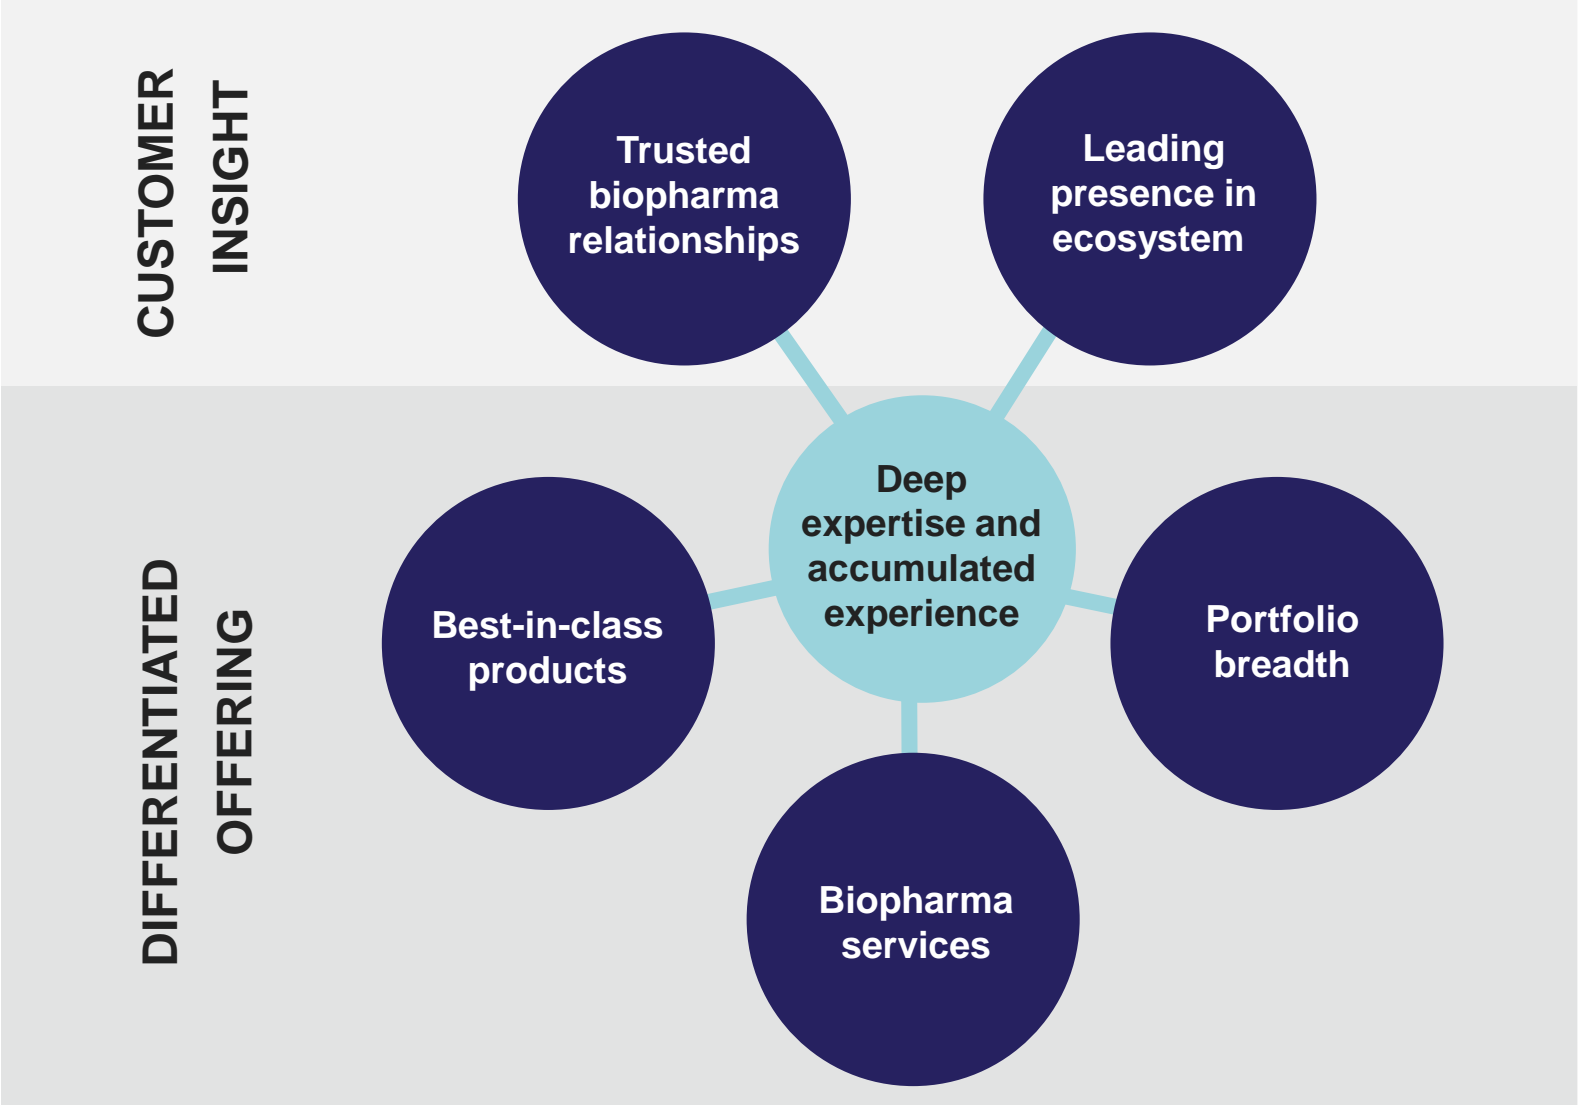 CUSTOMER
INSIGHT
Trusted
biopharma
relationships
Leading
presence in
ecosystem
Deep
expertise and
accumulated
experience
DIFFERENTIATED
OFFERING
Best-in-class
products
Portfolio
breadth
Biopharma
services